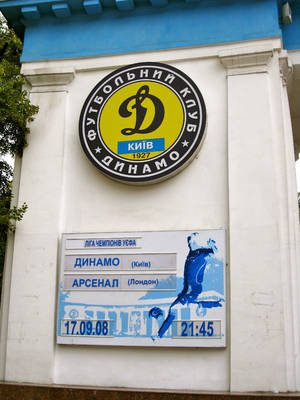 ФУТБОЛЬНИЙ КЛУБ
Д
КИЇВ
1927
ДИНАМО
ЛІГА ЧЕМПІОНІВ УЄФА
ДИНАМО (Київ)
АРСЕНАЛ (Лондон)
17.09.08 21:45